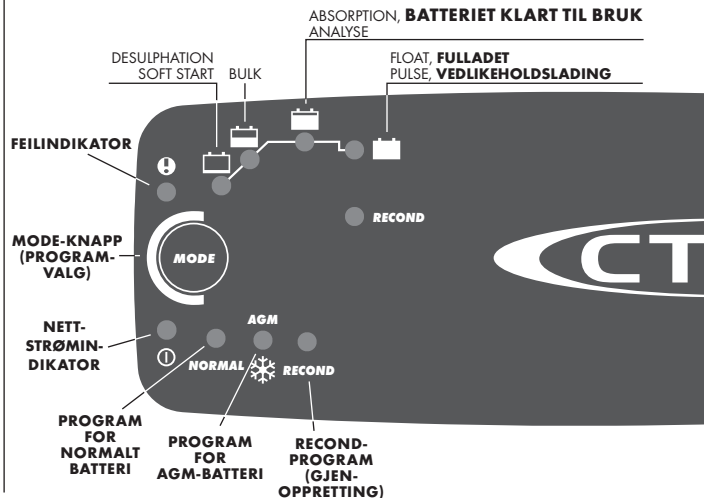 ABSORPTION, BATTERIET KLART TIL BRUK
ANALYSE
DESULPHATION
SOFT START
BULK
FLOAT, FULLADET
PULSE, VEDLIKEHOLDSLADING
FEILINDIKATOR
RECOND
MODE-KNAPP
(PROGRAM-
VALG)
MODE
CT
NETT-
STRØMIN-
DIKATOR
AGM
NORMAL
RECOND
PROGRAM
FOR
NORMALT
BATTERI
PROGRAM
FOR
AGM-BATTERI
RECOND-
PROGRAM
(GJEN-
OPPRETTING)